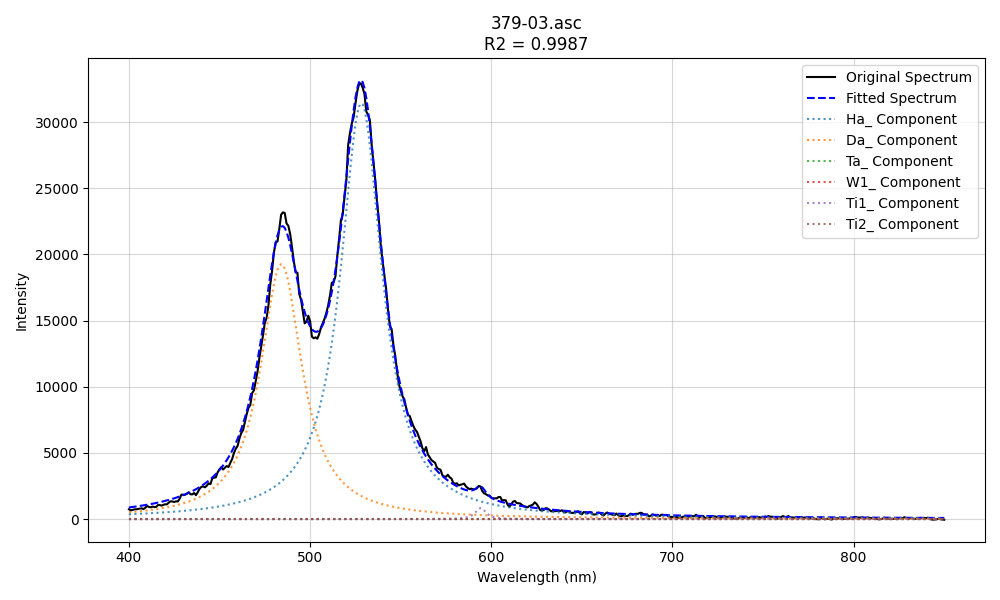 379-03.asc
R2 = 0.9987
Original Spectrum
Fitted Spectrum
Ha_ Component
Da_ Component
Ta_ Component
W1_ Component
Ti1_ Component
Ti2_ Component
Intensity
30000
25000
20000
15000
10000
5000
0
400 500 600 700 800
Wavelength (nm)